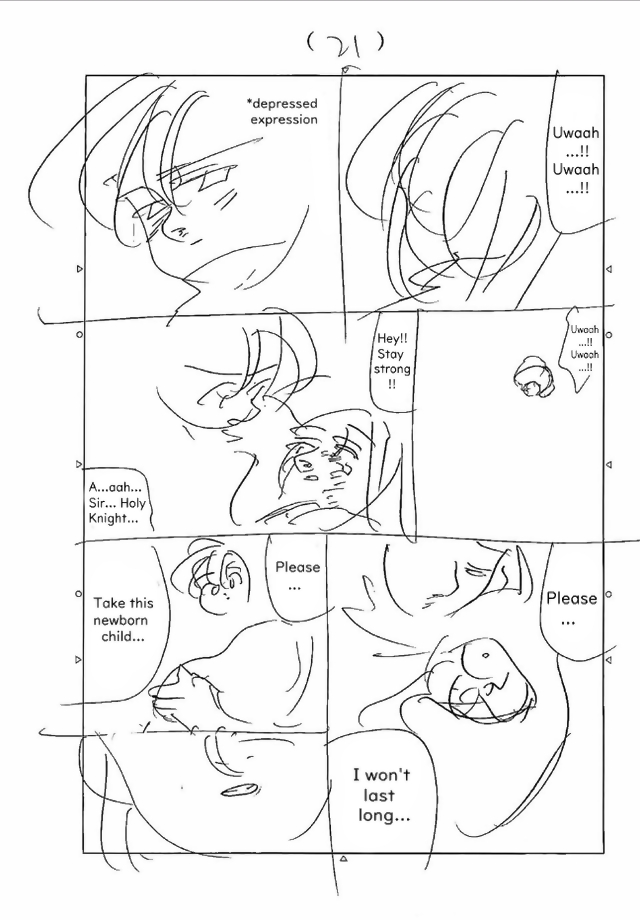 (21)
Uwaah
...!!
Uwaah
...!!
*depressed
expression
Uwaah
...!!
Uwaah
...!!
Hey!!
Stay
strong
!!
A...aah...
Sir... Holy
Knight...
Please
...
Please
...
Take this
newborn
child...
I won't
last
long...